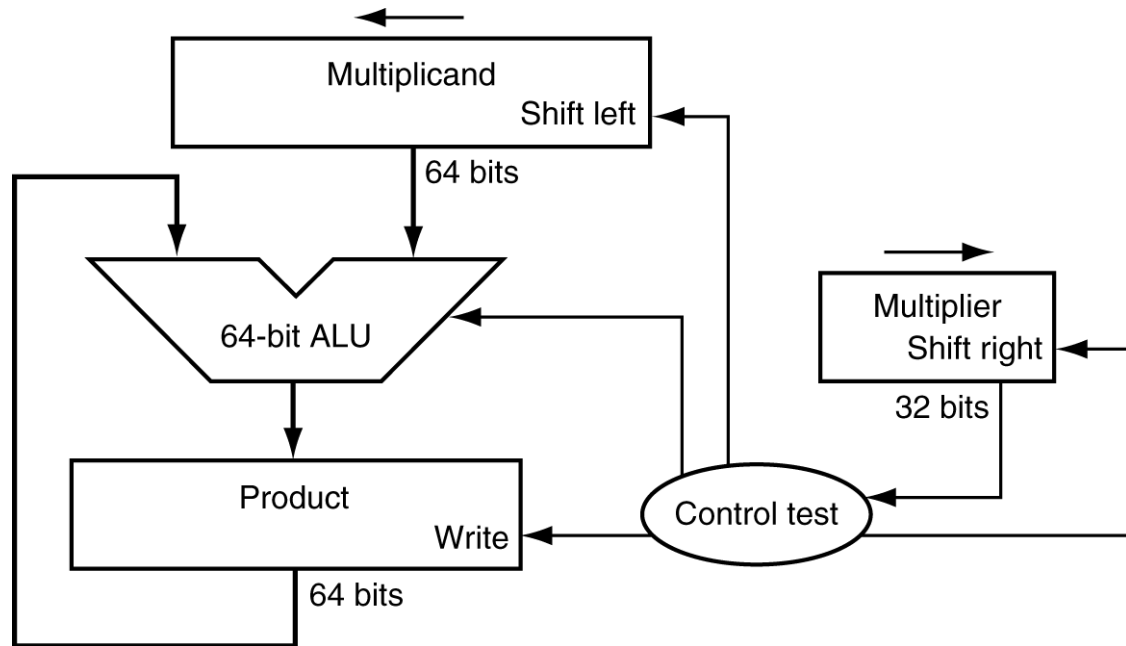 Multiplicand
Shift left
64 bits
64-bit ALU
Multiplier
Shift right
32 bits
Product
Write
64 bits
Control test